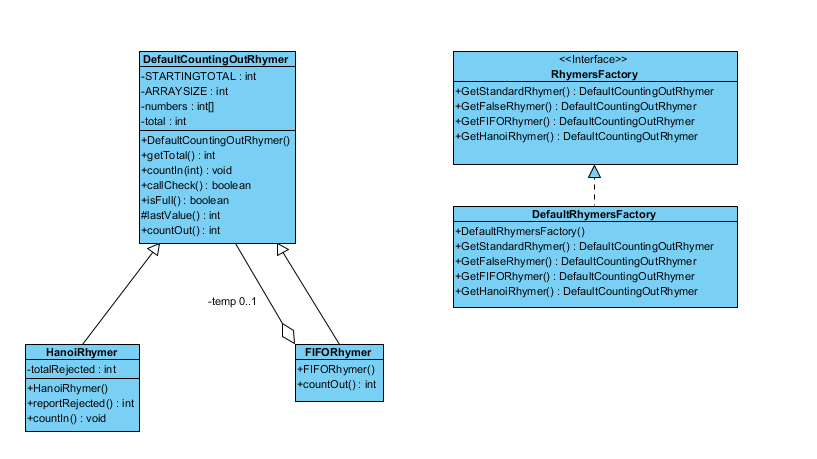 DefaultCountingOutRhymer
-STARTINGTOTAL : int
-ARRAYSIZE : int
-numbers : int[]
-total : int
+DefaultCountingOutRhymer()
+getTotal() : int
+countIn(int) : void
+callCheck() : boolean
+isFull() : boolean
#lastValue() : int
+countOut() : int
<<Interface>>
RhymersFactory
+GetStandardRhymer() : DefaultCountingOutRhymer
+GetFalseRhymer() : DefaultCountingOutRhymer
+GetFIFORhymer() : DefaultCountingOutRhymer
+GetHanoiRhymer() : DefaultCountingOutRhymer
DefaultRhymersFactory
+DefaultRhymersFactory()
+GetStandardRhymer() : DefaultCountingOutRhymer
+GetFalseRhymer() : DefaultCountingOutRhymer
+GetFIFORhymer() : DefaultCountingOutRhymer
+GetHanoiRhymer() : DefaultCountingOutRhymer
-temp 0..1
HanoiRhymer
-totalRejected : int
+HanoiRhymer()
+reportRejected() : int
+countIn() : void
FIFORhymer
+FIFORhymer()
+countOut() : int